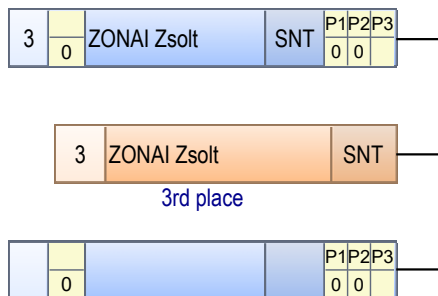 3 0 ZONAI Zsolt SNT P1 P2 P3
0 0
3 ZONAI Zsolt SNT
3rd place
P1 P2 P3
0 0 0